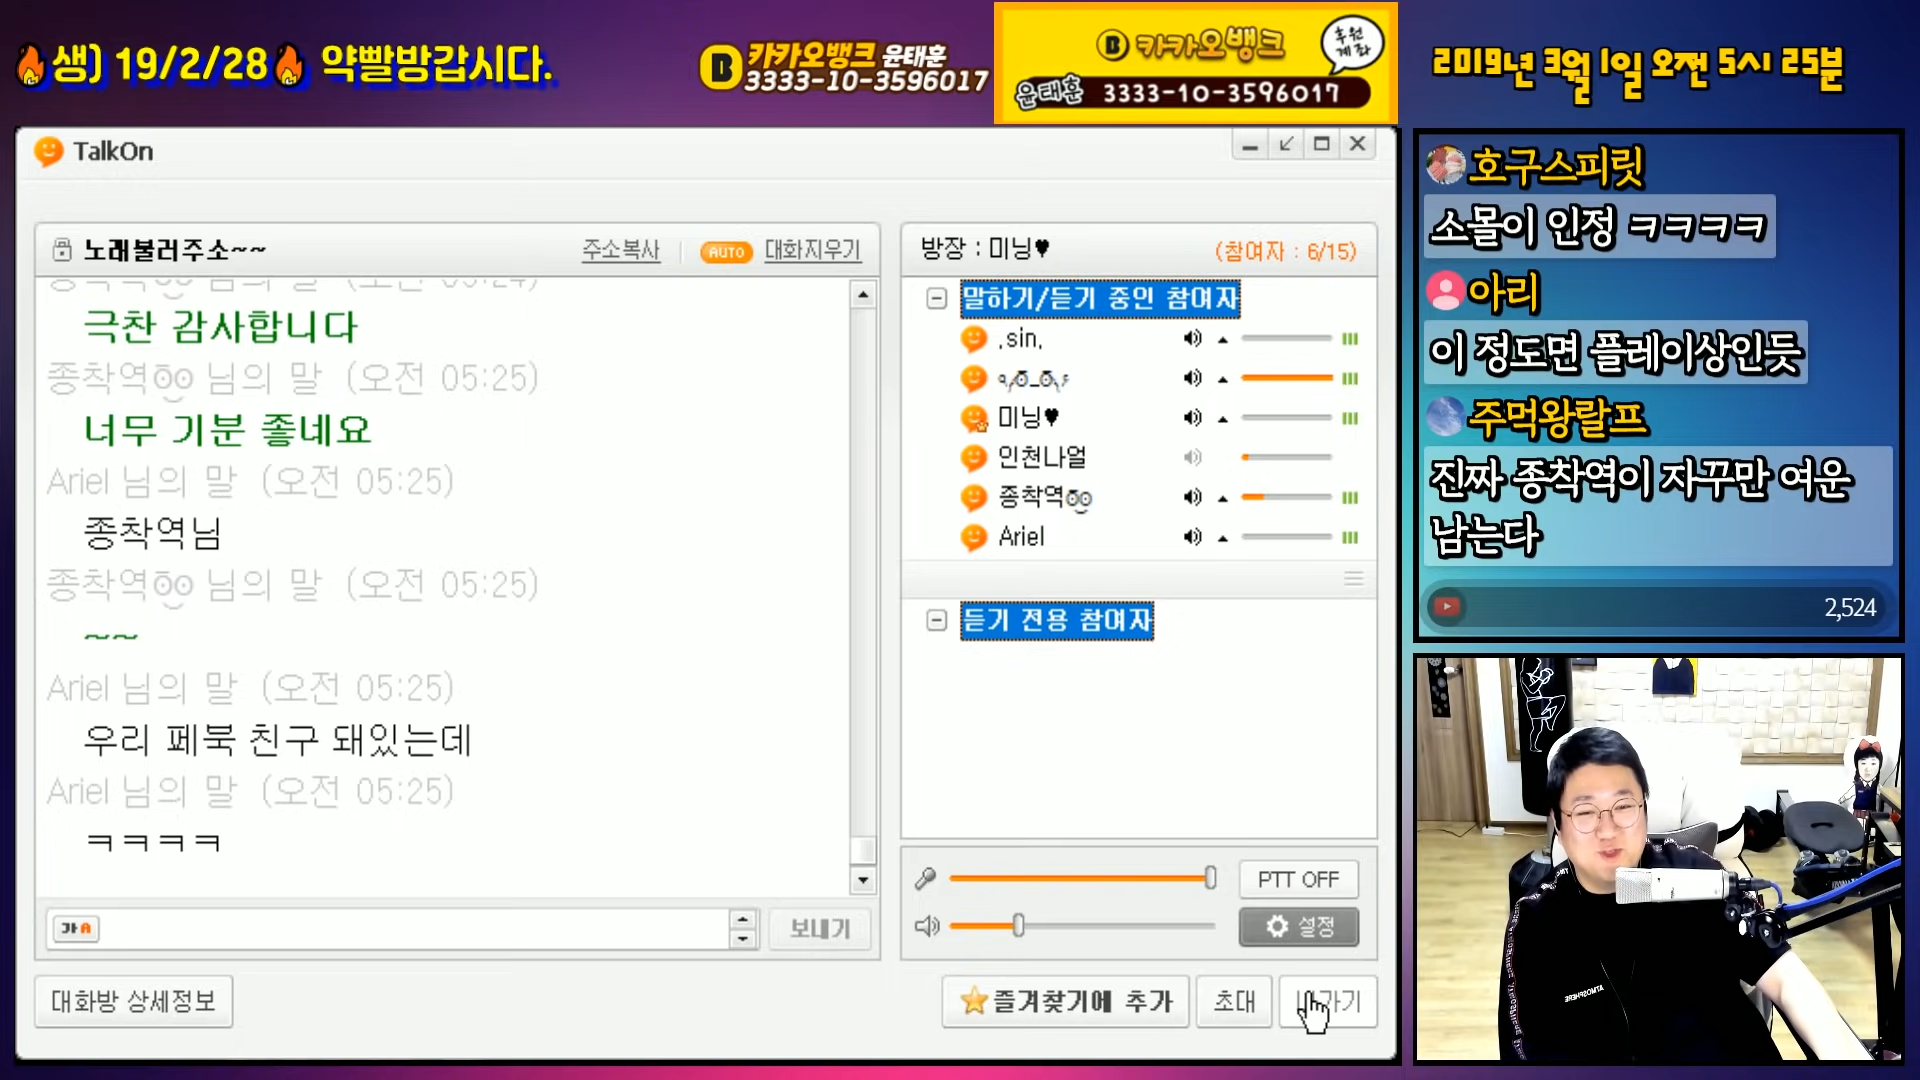 생) 19/2/28 약빨방갑시다.
카카오뱅크 윤태훈
3333-10-3596017
카카오뱅크
후원
계좌
윤태훈 3333-10-3596017
2019년 3월 1일 오전 5시 25분
TalkOn
노래불러주소~~
주소복사
AUTO
대화지우기
극찬 감사합니다
종착역 님의 말 (오전 05:25)
너무 기분 좋네요
Ariel 님의 말 (오전 05:25)
종착역님
종착역 님의 말 (오전 05:25)
~~
Ariel 님의 말 (오전 05:25)
우리 페북 친구 돼있는데
Ariel 님의 말 (오전 05:25)
ㅋㅋㅋㅋ
가A
보내기
대화방 상세정보
방장 : 미닝♥
(참여자 : 6/15)
말하기/듣기 중인 참여자
.sin.
미닝♥
인천나얼
종착역
Ariel
듣기 전용 참여자
PTT OFF
설정
즐겨찾기에 추가
초대
호구스피릿
소몰이 인정 ㅋㅋㅋㅋ
아리
이 정도면 플레이상인듯
주먹왕랄프
진짜 종착역이 자꾸만 여운
남는다
2,524
ATMOSPHERE